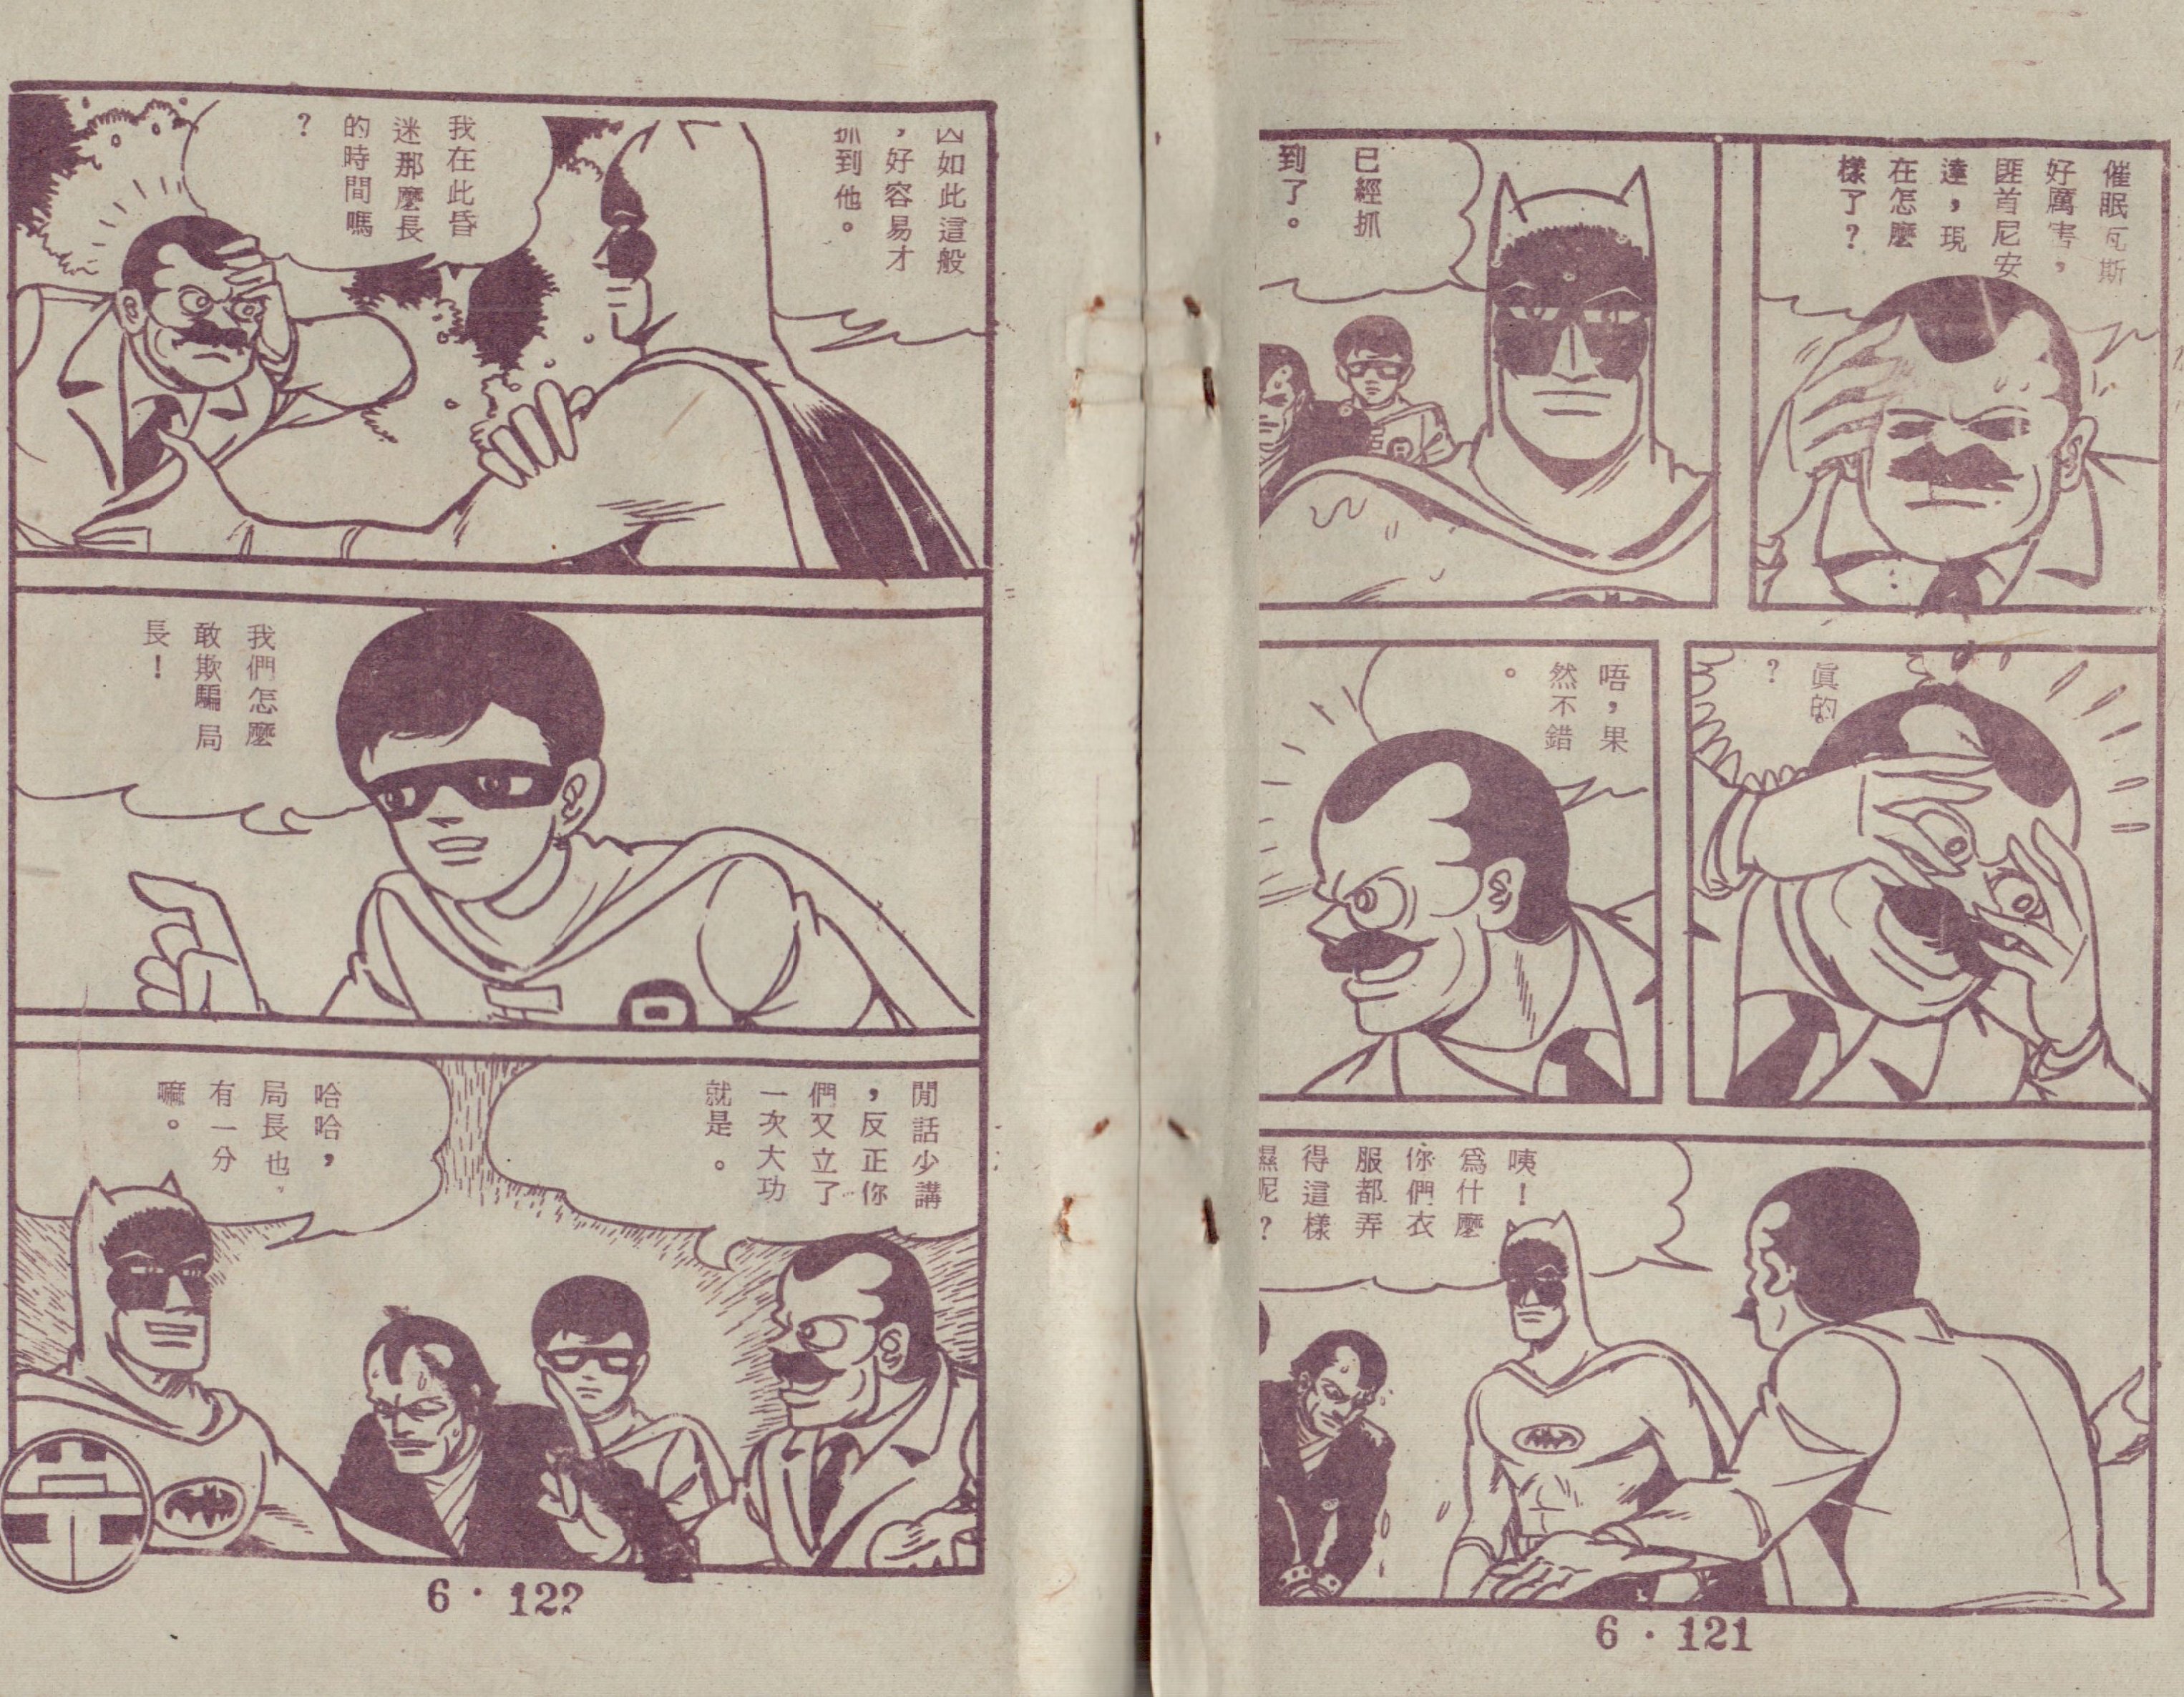 催眠瓦斯
好厲害，
匪首尼安
達，現
在怎麼
樣了？
已經抓
到了。
眞的
？
唔，果
然不錯
。
咦！
爲什麼
你們衣
服都弄
得這樣
濕呢？
6·121
因如此這般
，好容易才
抓到他。
我在此昏
迷那麼長
的時間嗎
？
我們怎麼
敢欺騙局
長！
閒話少講
，反正你
們又立了
一次大功
就是。
哈哈，
局長也
有一分
嘛。
6·122